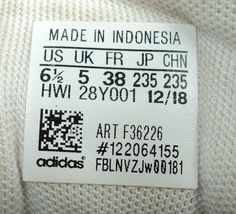 MADE IN INDONESIA
US UK FR JP CHN
6½ 5 38 235 235
HWI 28Y001 12/18
ART F36226
#122064155
adidas FBLNVZJw00181